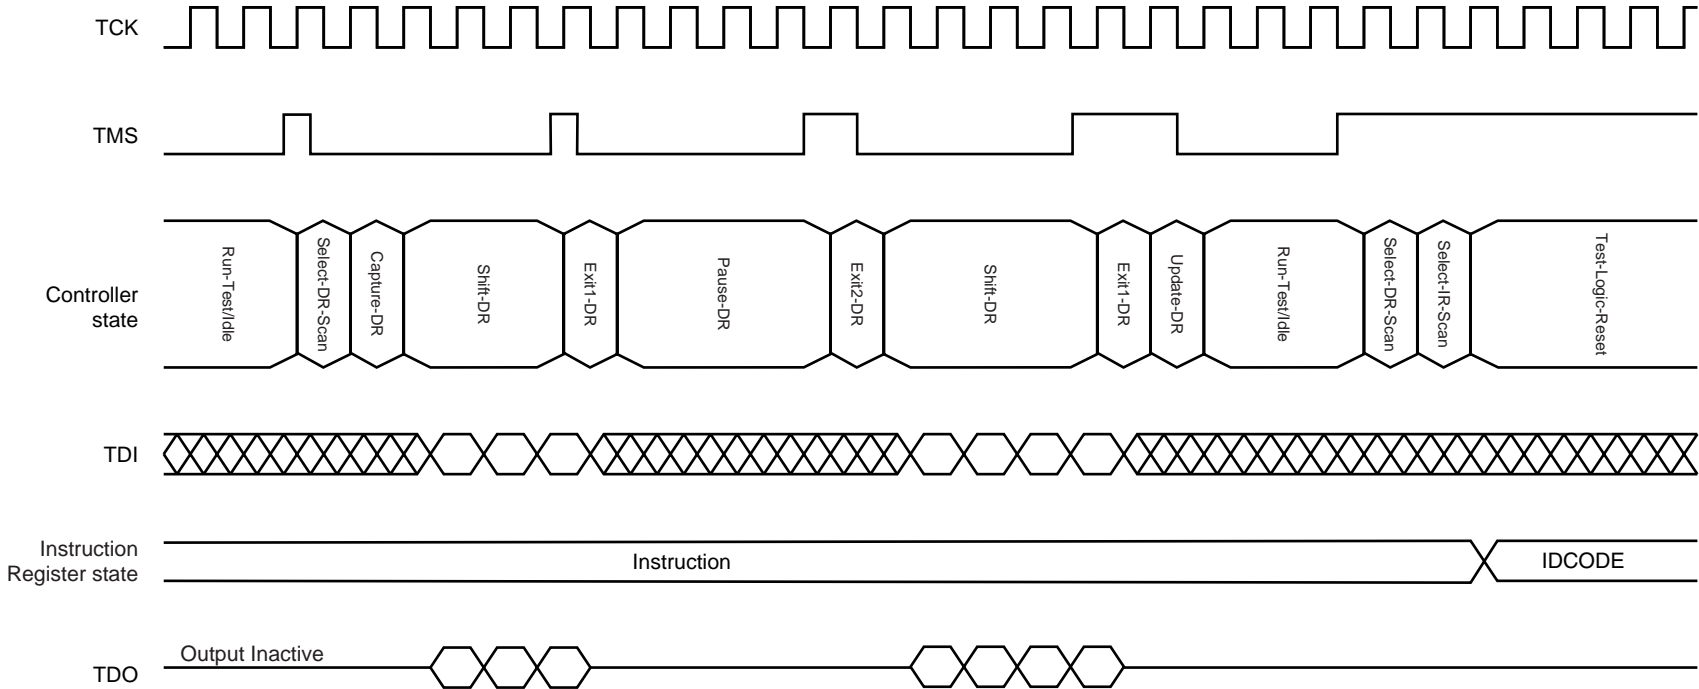 TCK
TMS
Controller
state
Run-Test/Idle
Select-DR-Scan
Capture-DR
Shift-DR
Exit1-DR
Pause-DR
Exit2-DR
Shift-DR
Exit1-DR
Update-DR
Run-Test/Idle
Select-DR-Scan
Select-IR-Scan
Test-Logic-Reset
TDI
Instruction
Register state
Instruction
IDCODE
TDO
Output Inactive